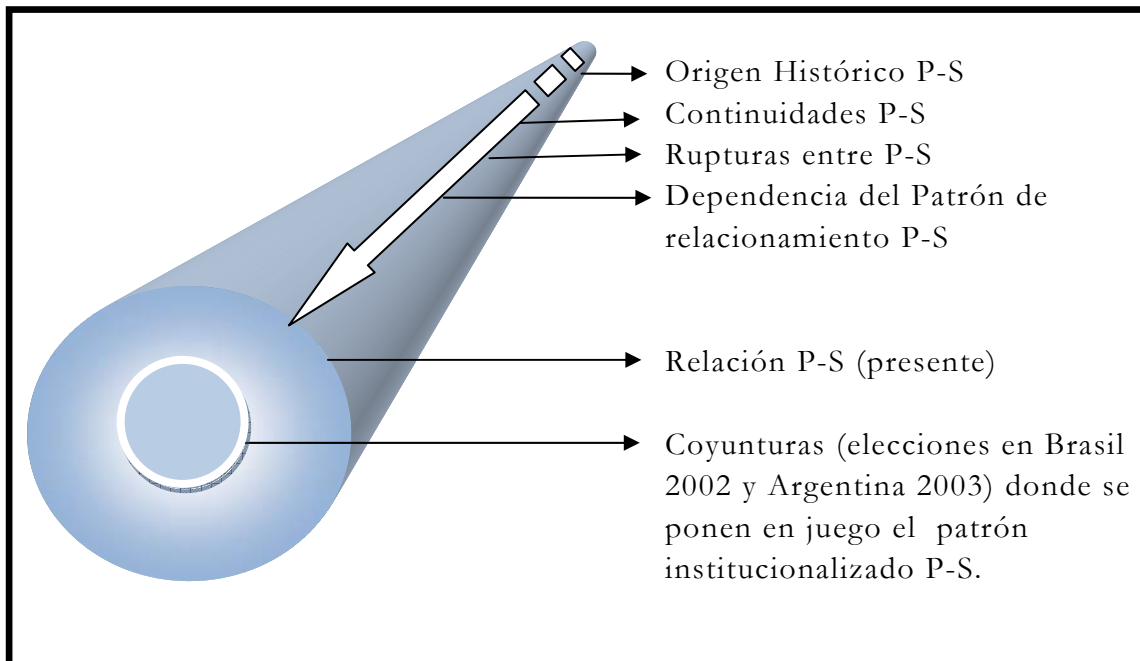 Origen Histórico P-S
Continuidades P-S
Rupturas entre P-S
Dependencia del Patrón de
relacionamiento P-S
Relación P-S (presente)
Coyunturas (elecciones en Brasil
2002 y Argentina 2003) donde se
ponen en juego el patrón
institucionalizado P-S.